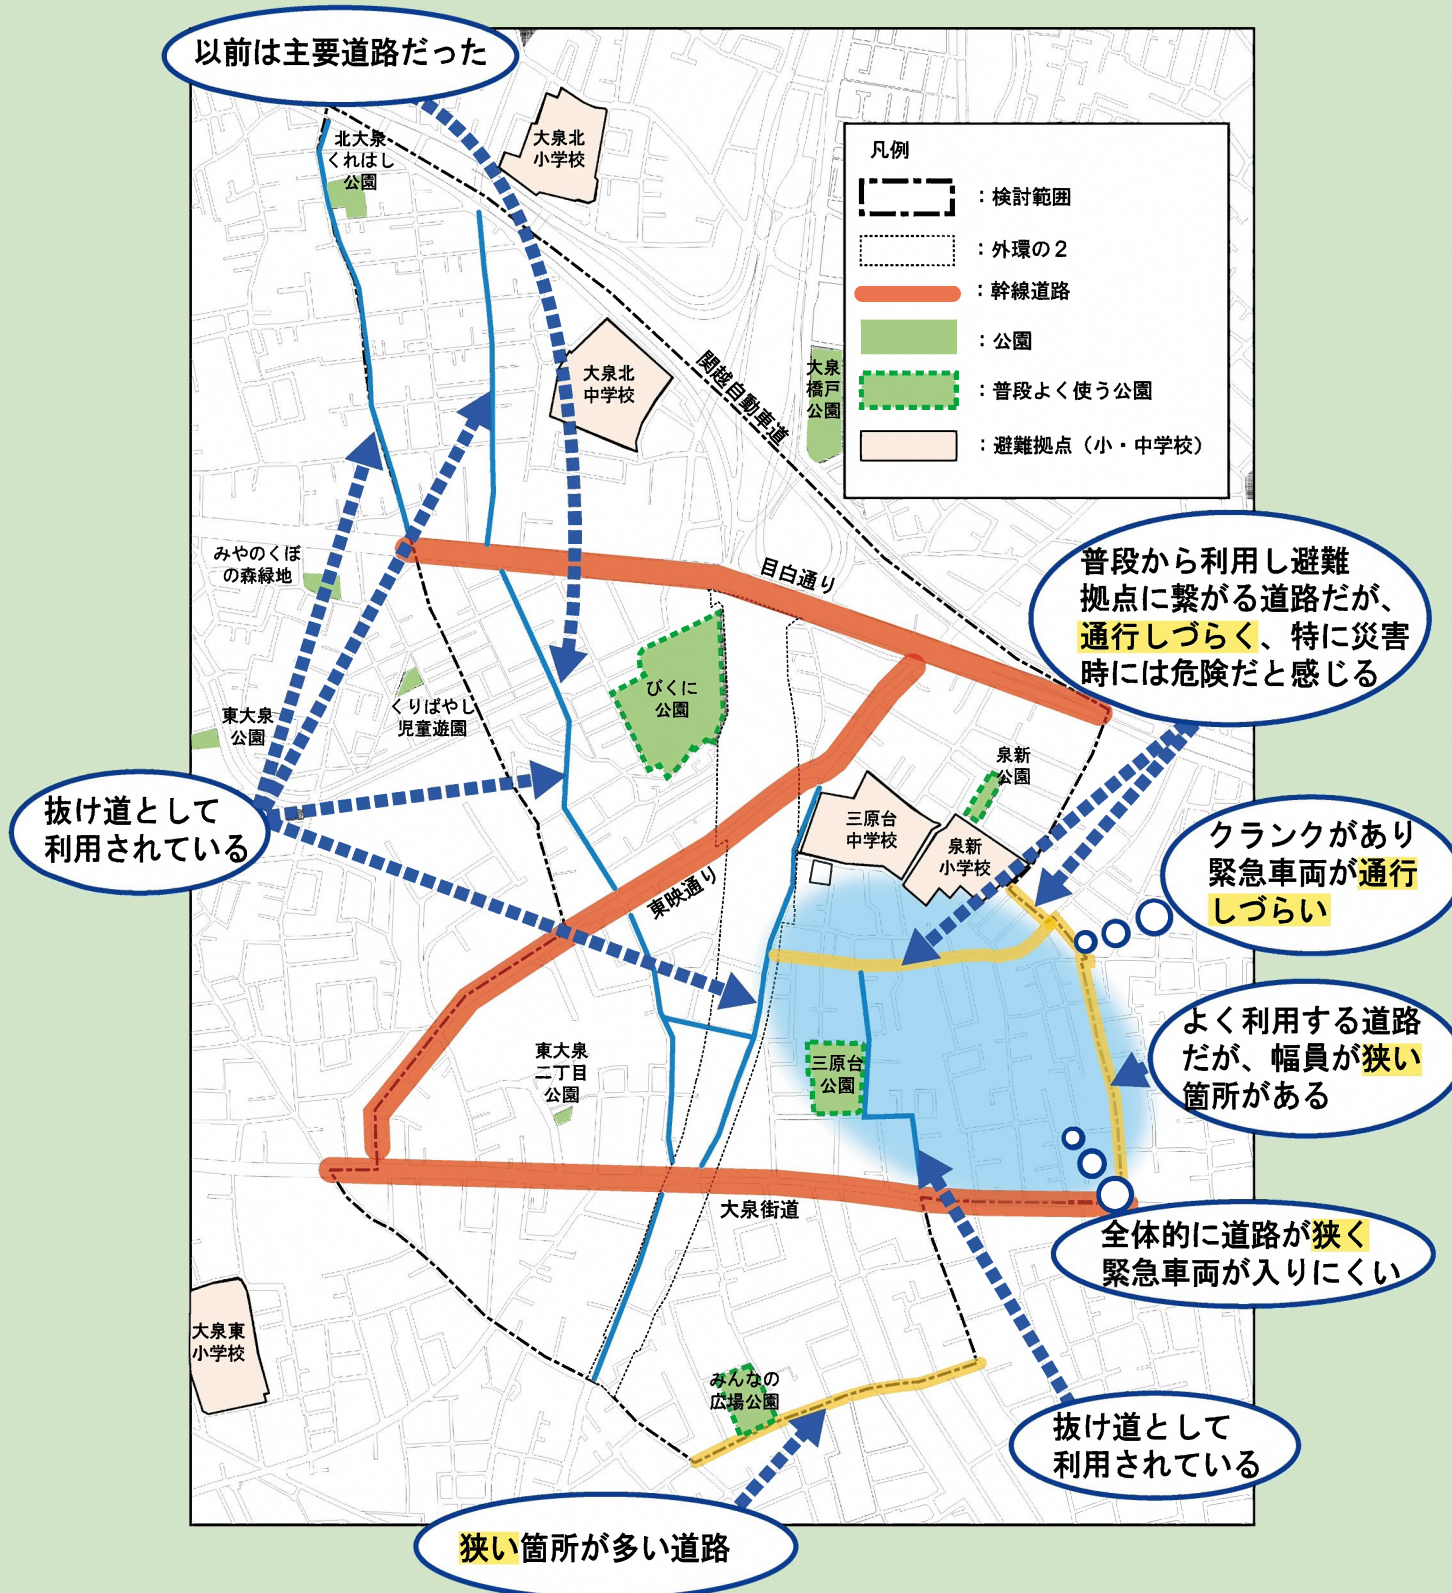 以前は主要道路だった
北大泉
くれはし
公園
大泉北
小学校
凡例
：検討範囲
：外環の２
：幹線道路
：公園
：普段よく使う公園
：避難拠点（小・中学校）
大泉北
中学校
関越自動車道
大泉
橋戸
公園
みやのくぼ
の森緑地
目白通り
普段から利用し避難
拠点に繋がる道路だが、
通行しづらく、特に災害
時には危険だと感じる
びくに
公園
くりばやし
児童遊園
東大泉
公園
泉新
公園
抜け道として
利用されている
三原台
中学校
泉新
小学校
クランクがあり
緊急車両が通行
しづらい
東映通り
よく利用する道路
だが、幅員が狭い
箇所がある
東大泉
二丁目
公園
三原台
公園
大泉街道
全体的に道路が狭く
緊急車両が入りにくい
大泉東
小学校
みんなの
広場公園
抜け道として
利用されている
狭い箇所が多い道路